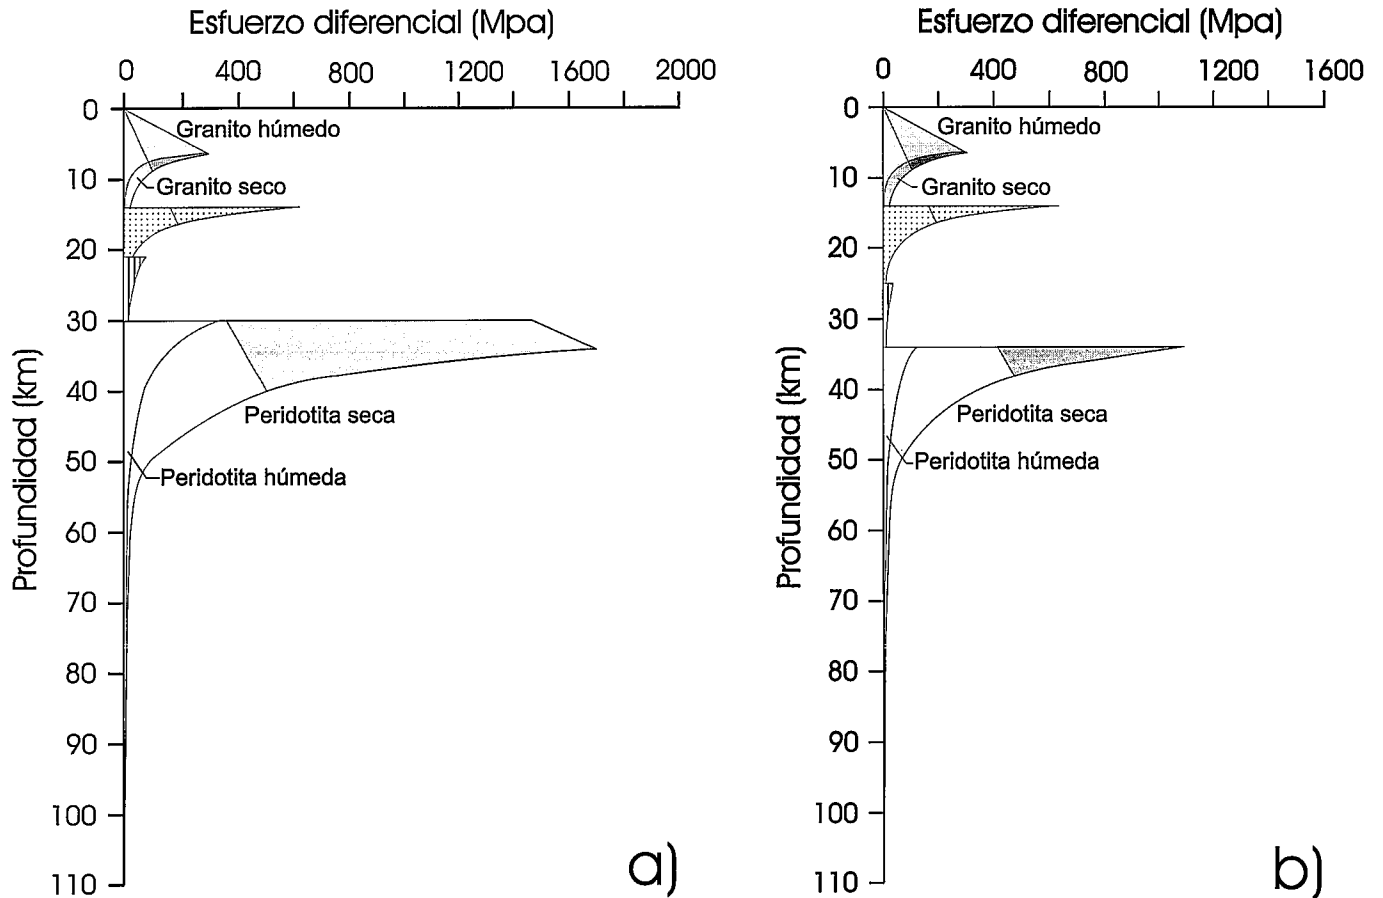 Esfuerzo diferencial (Mpa)
0 400 800 1200 1600 2000
0
10
20
30
40
50
60
70
80
90
100
110
Profundidad (km)
Granito húmedo
Granito seco
Peridotita seca
Peridotita húmeda
a)
Esfuerzo diferencial (Mpa)
0 400 800 1200 1600
0
10
20
30
40
50
60
70
80
90
100
110
Profundidad (km)
Granito húmedo
Granito seco
Peridotita seca
Peridotita húmeda
b)